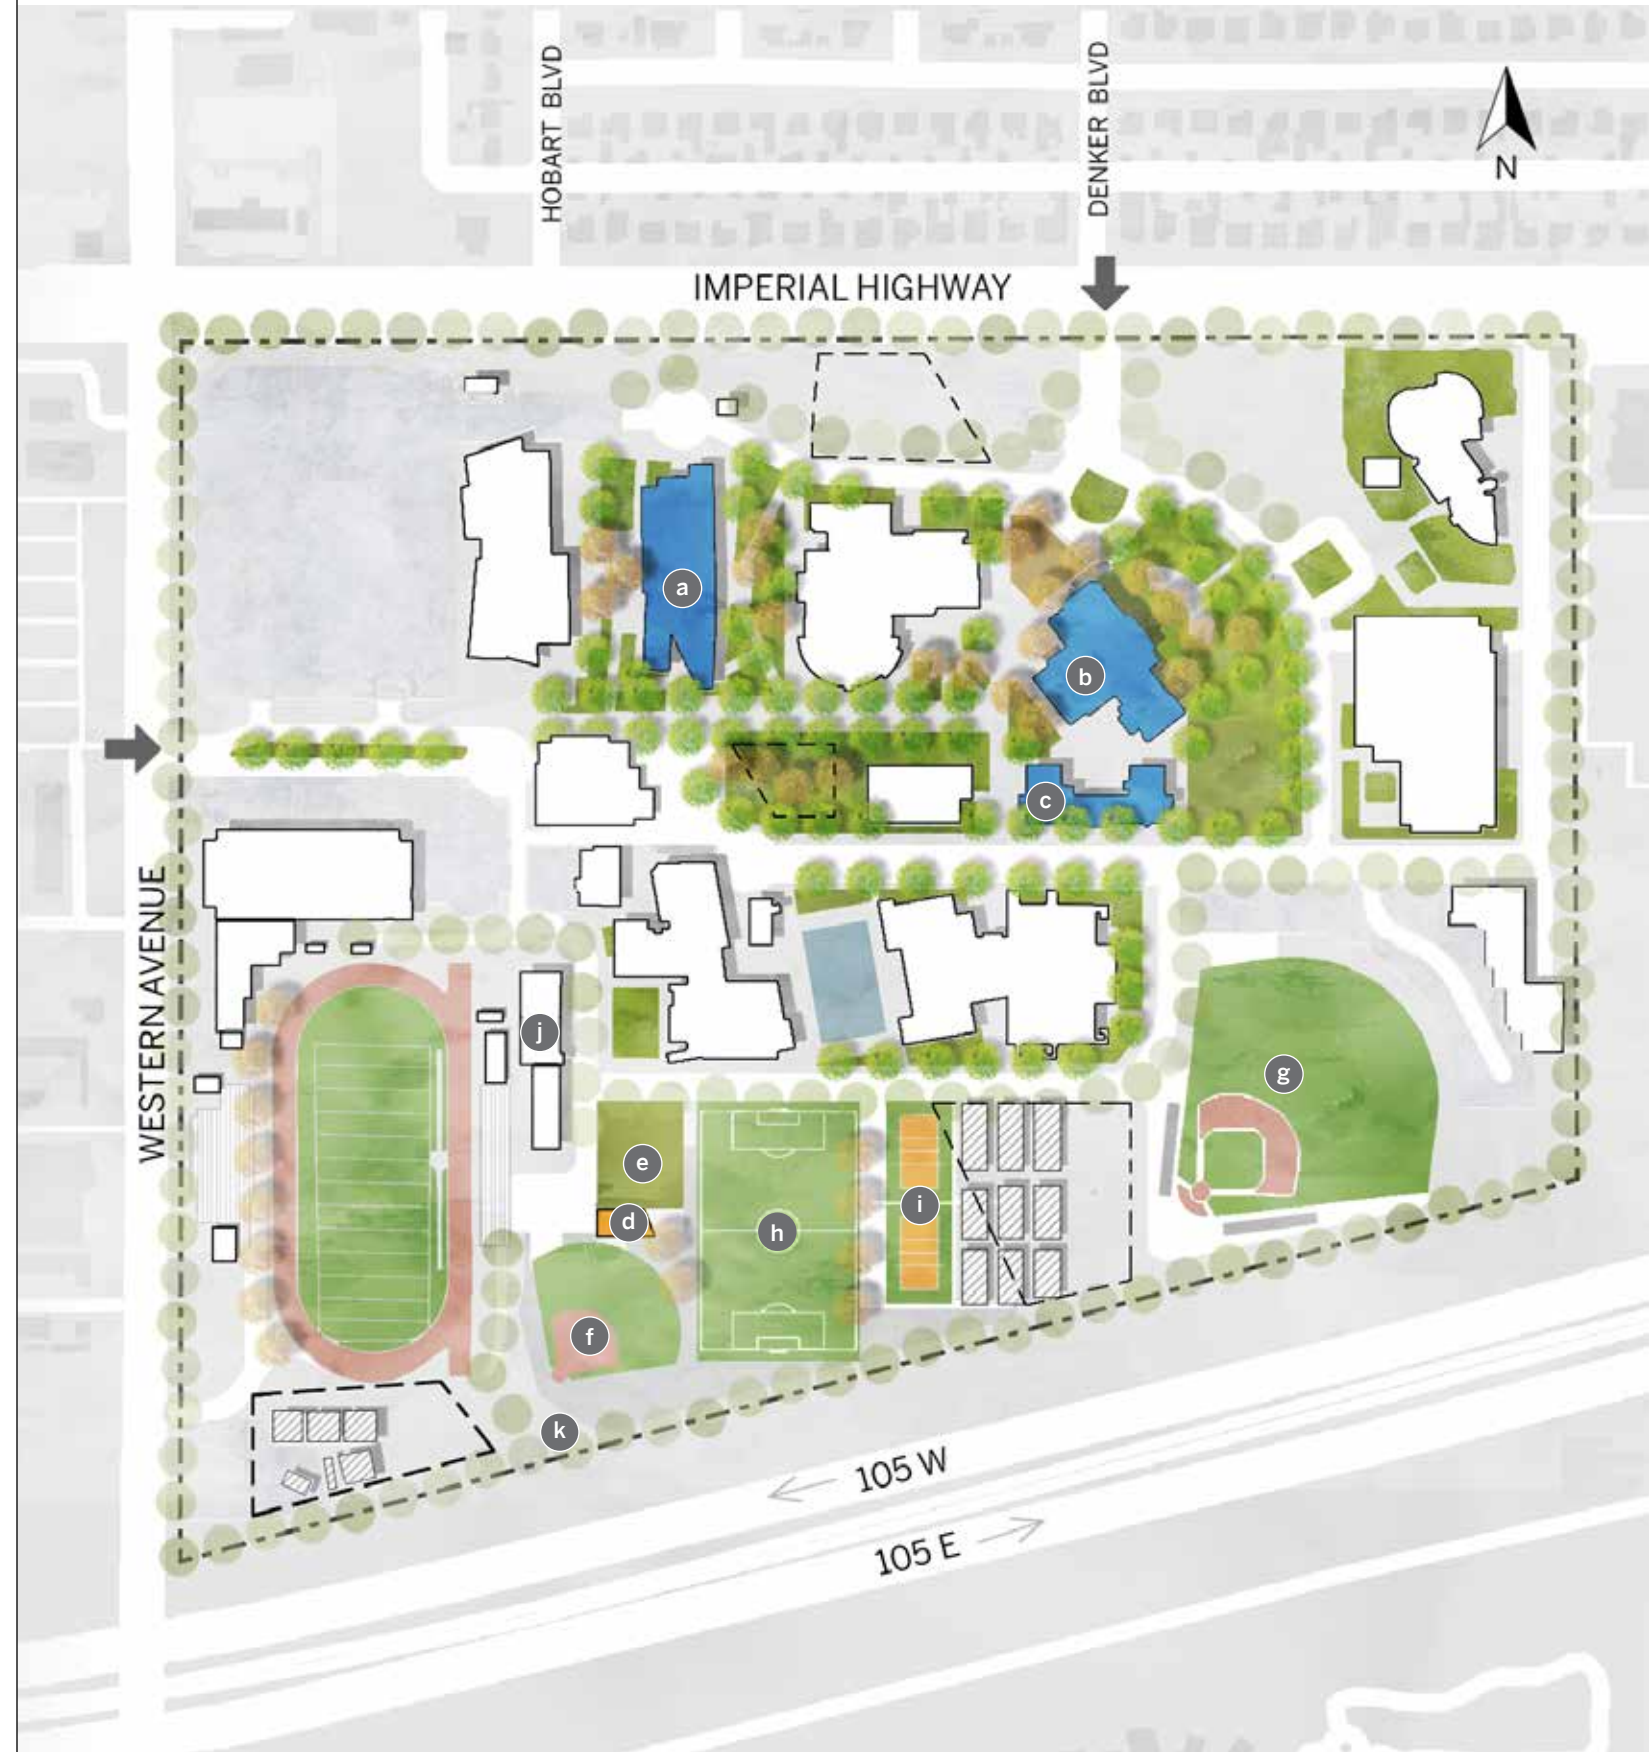 HOBART BLVD
DENKER BLVD
N
IMPERIAL HIGHWAY
a
b
c
WESTERN AVENUE
j
g
e
i
d
h
f
k
105 W
105 E